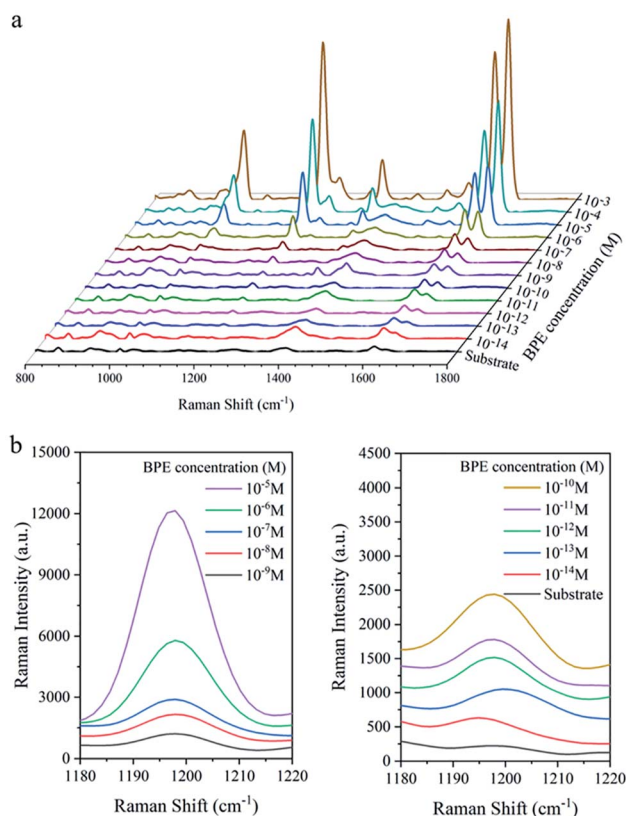 a
10-3
10-4
10-5
10-6
10-7
10-8
10-9
10-10
10-11
10-12
10-13
10-14
Substrate
BPE concentration (M)
800 1000 1200 1400 1600 1800
Raman Shift (cm-1)
b
15000
12000
9000
6000
3000
0
Raman Intensity (a.u.)
BPE concentration (M)
10-5M
10-6M
10-7M
10-8M
10-9M
1180 1190 1200 1210 1220
Raman Shift (cm-1)
4500
4000
3500
3000
2500
2000
1500
1000
500
0
Raman Intensity (a.u.)
BPE concentration (M)
10-10M
10-11M
10-12M
10-13M
10-14M
Substrate
1180 1190 1200 1210 1220
Raman Shift (cm-1)